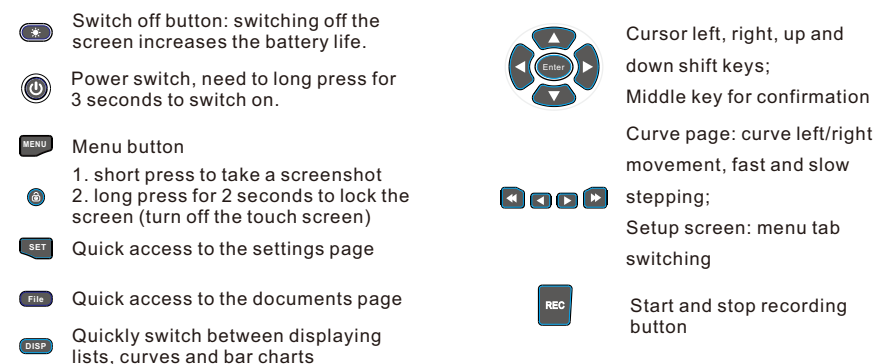 Switch off button: switching off the
screen increases the battery life.
Power switch, need to long press for
3 seconds to switch on.
MENU
Menu button
1. short press to take a screenshot
2. long press for 2 seconds to lock the
screen (turn off the touch screen)
SET
Quick access to the settings page
File
Quick access to the documents page
DISP
Quickly switch between displaying
lists, curves and bar charts
Enter
Cursor left, right, up and
down shift keys;
Middle key for confirmation
Curve page: curve left/right
movement, fast and slow
stepping;
Setup screen: menu tab
switching
REC
Start and stop recording
button